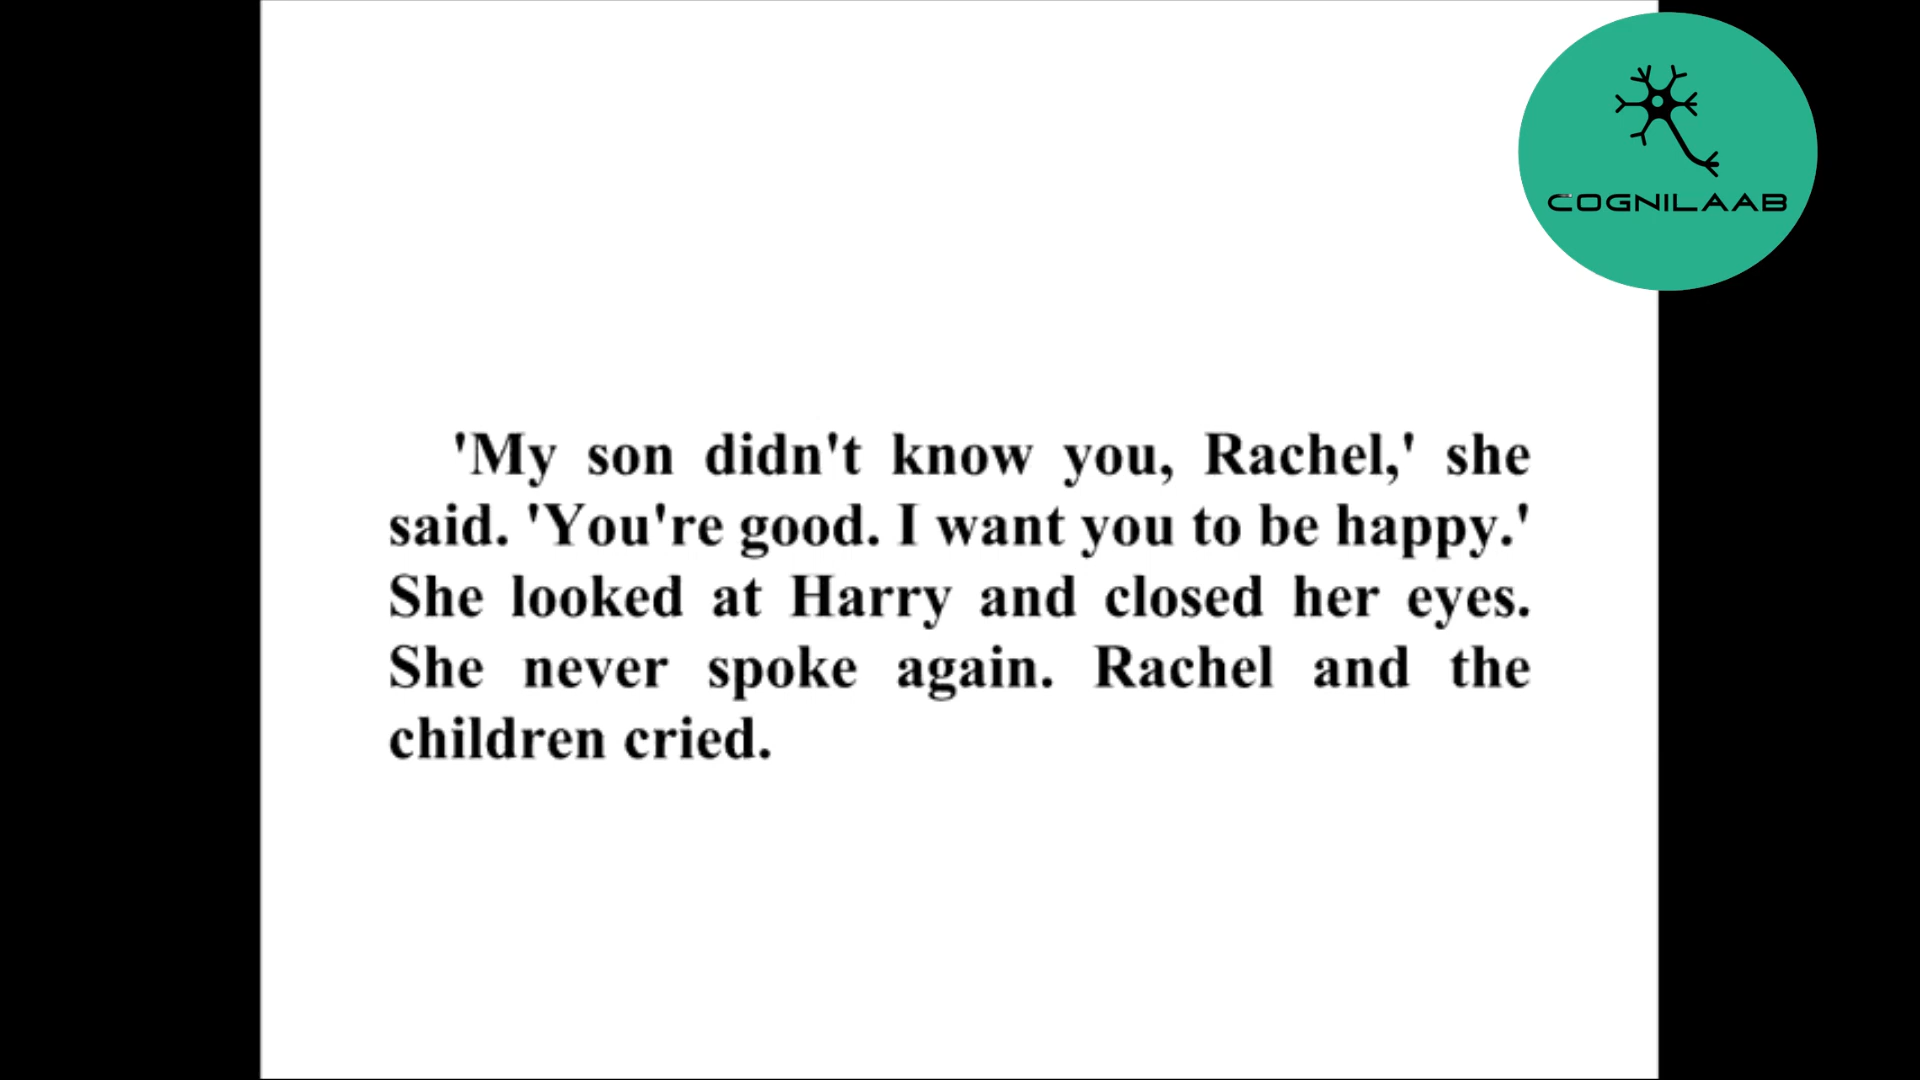 COGNILAAB
'My son didn't know you, Rachel,' she
said. 'You're good. I want you to be happy.'
She looked at Harry and closed her eyes.
She never spoke again. Rachel and the
children cried.